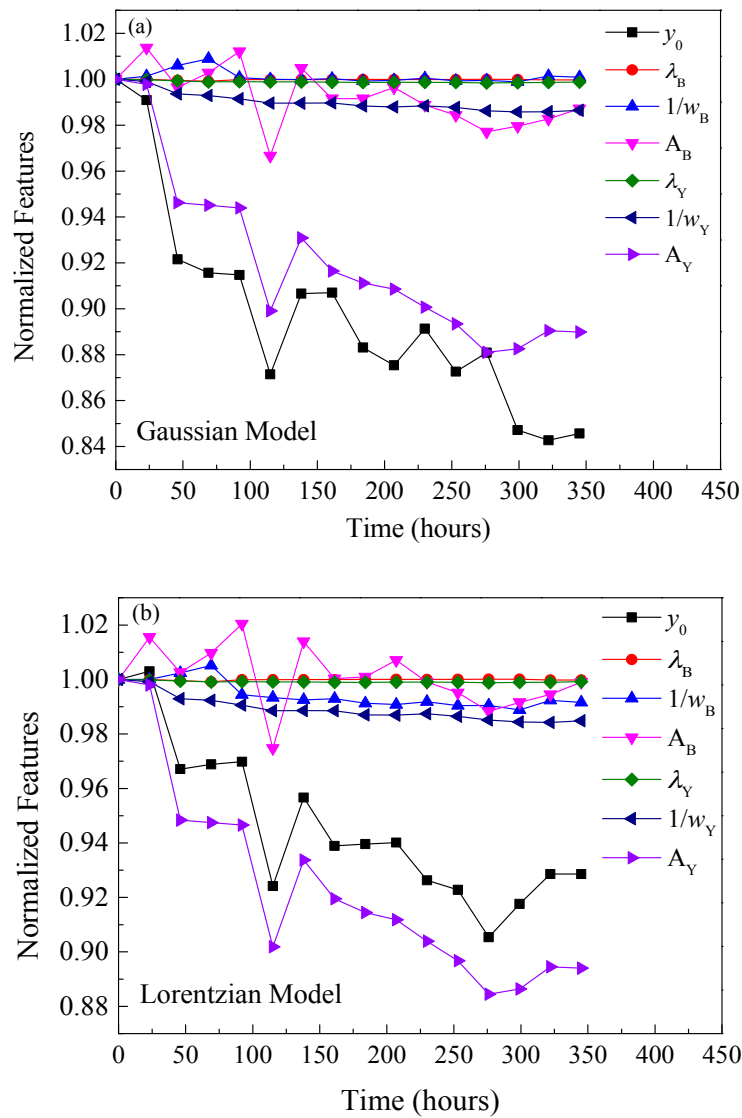 (a)
1.02
1.00
0.98
0.96
0.94
0.92
0.90
0.88
0.86
0.84
Normalized Features
y0
λB
1/wB
AB
λY
1/wY
AY
Gaussian Model
0 50 100 150 200 250 300 350 400 450
Time (hours)
(b)
1.02
1.00
0.98
0.96
0.94
0.92
0.90
0.88
Normalized Features
y0
λB
1/wB
AB
λY
1/wY
AY
Lorentzian Model
0 50 100 150 200 250 300 350 400 450
Time (hours)